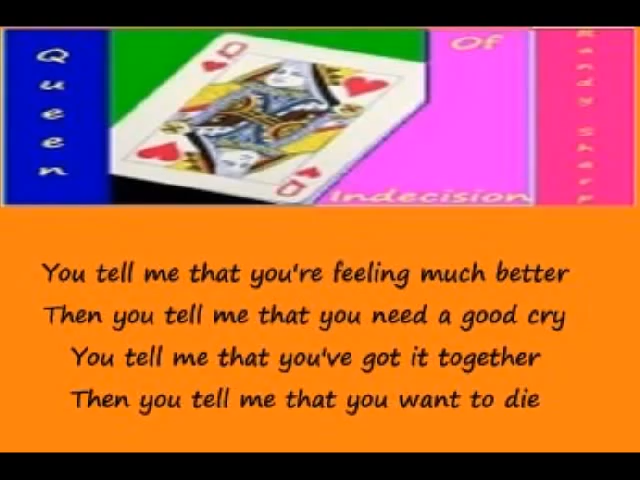 Queen
Q
Q
Of
Indecision
Randy Sharp
You tell me that you're feeling much better
Then you tell me that you need a good cry
You tell me that you've got it together
Then you tell me that you want to die